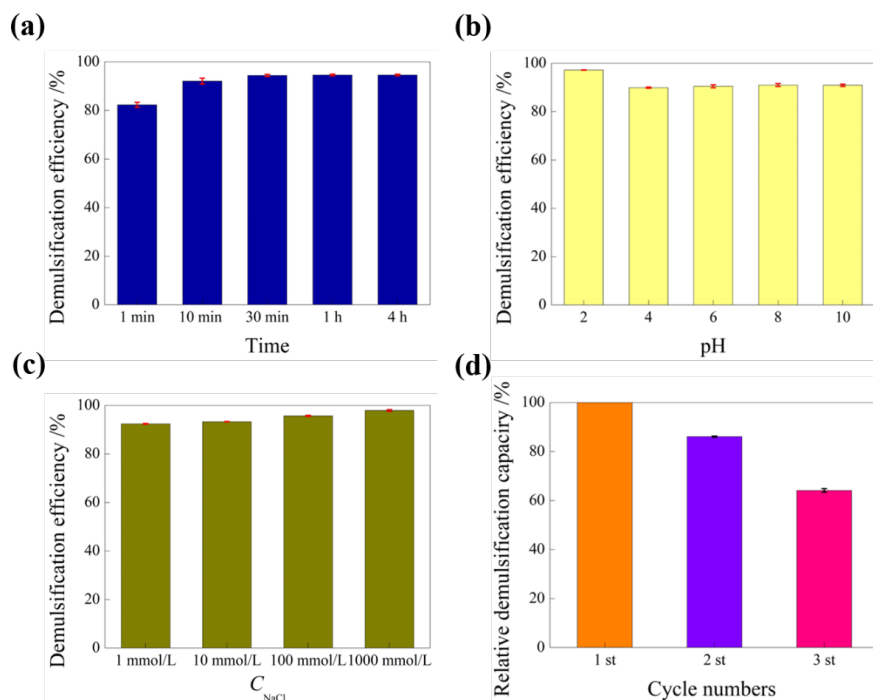 (a)
Demulsification efficiency /%
100
80
60
40
20
0
1 min 10 min 30 min 1 h 4 h
Time
(b)
Demulsification efficiency /%
100
80
60
40
20
0
2 4 6 8 10
pH
(c)
Demulsification efficiency /%
100
80
60
40
20
0
1 mmol/L 10 mmol/L 100 mmol/L 1000 mmol/L
C NaCl
(d)
Relative demulsification capaciry /%
100
80
60
40
20
0
1 st 2 st 3 st
Cycle numbers